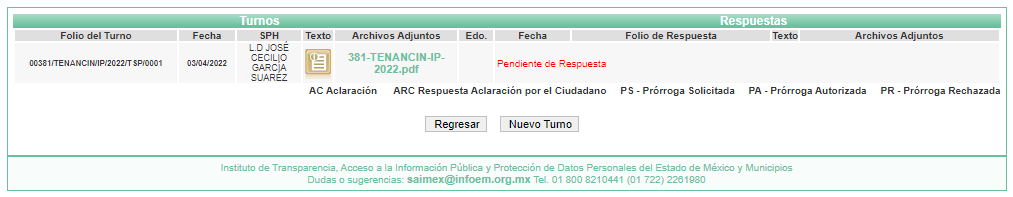 Turnos Respuestas
Folio del Turno Fecha SPH Texto Archivos Adjuntos Edo. Fecha Folio de Respuesta Texto Archivos Adjuntos
00381/TENANCIN/IP/2022/TSP/0001 03/04/2022 L.D JOSÉ CECILIO GARCIA SUAREZ 381-TENANCIN-IP-2022.pdf Pendiente de Respuesta
AC Aclaración ARC Respuesta Aclaración por el Ciudadano PS - Prórroga Solicitada PA - Prórroga Autorizada PR - Prórroga Rechazada
Regresar Nuevo Turno
Instituto de Transparencia, Acceso a la Información Pública y Protección de Datos Personales del Estado de México y Municipios
Dudas o sugerencias: saimex@infoem.org.mx Tel. 01 800 8210441 (01 722) 2261980